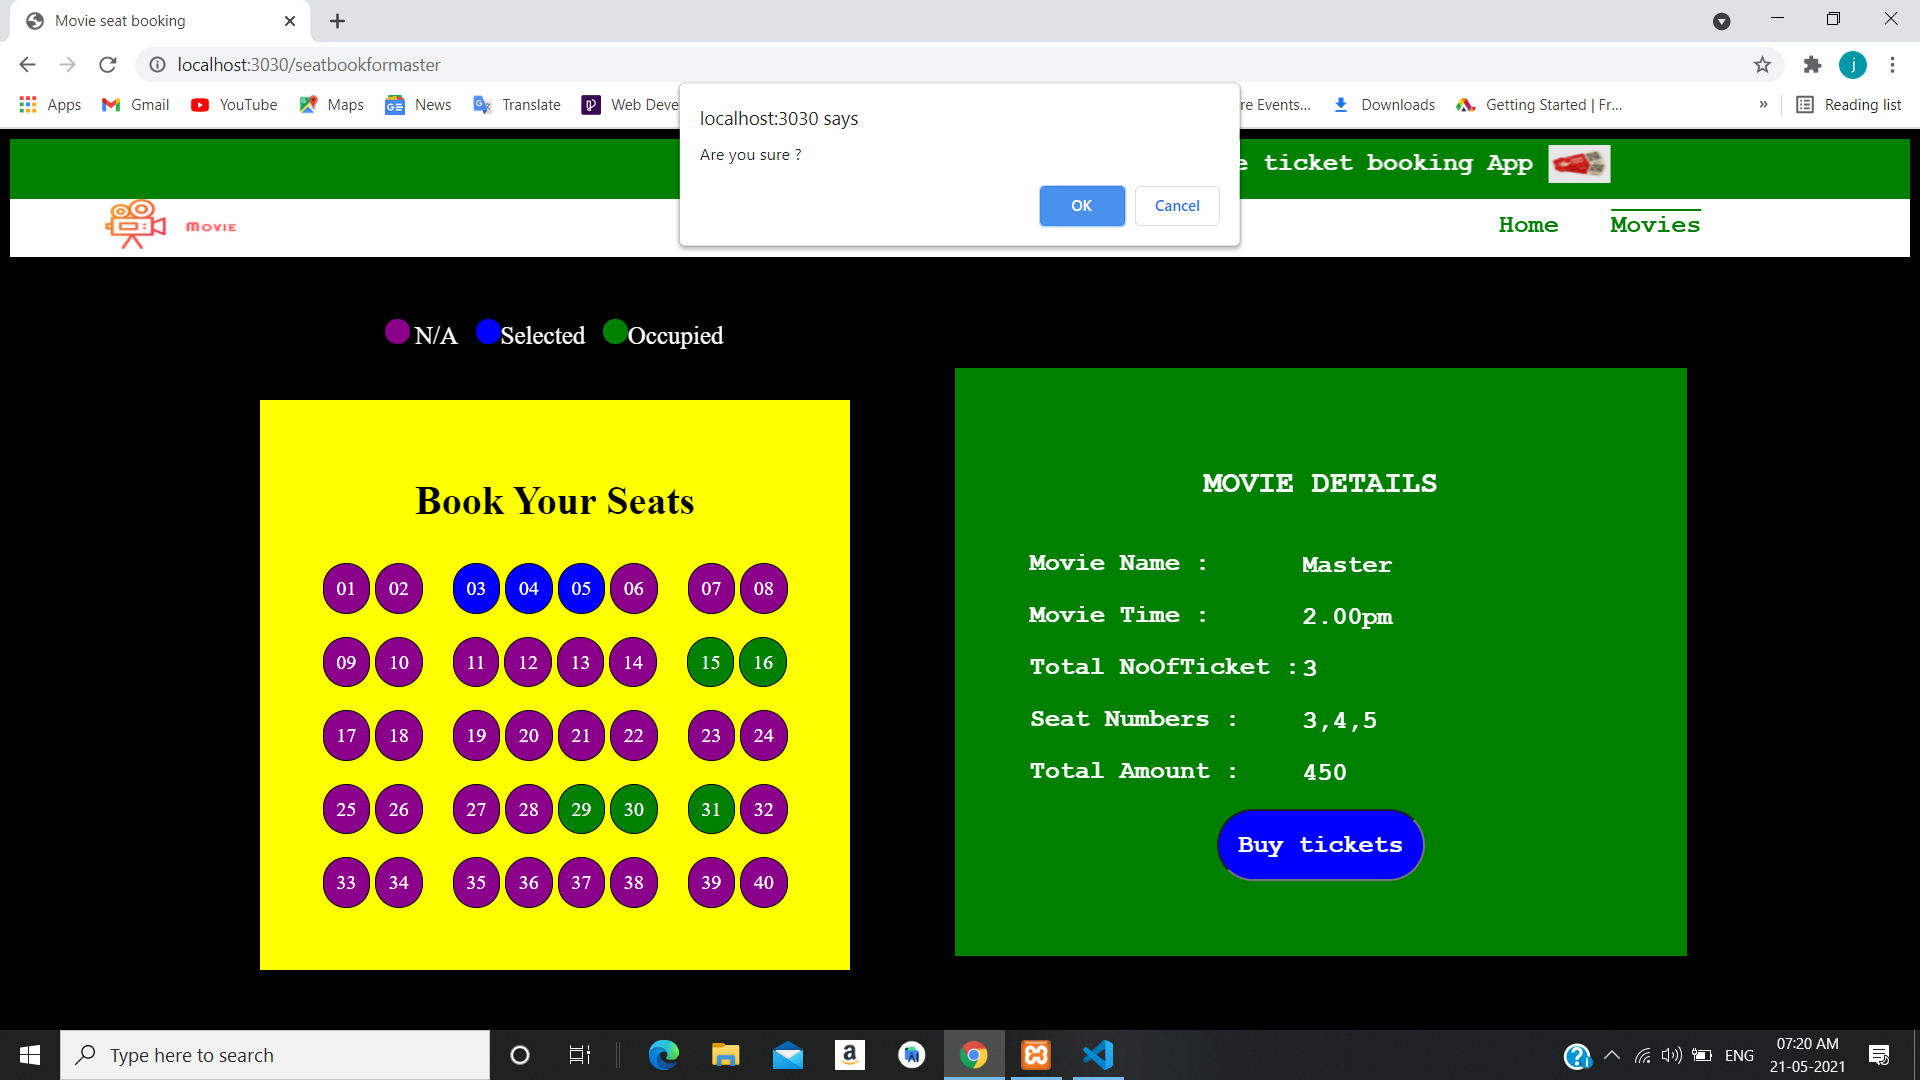 Movie seat booking
localhost:3030/seatbookformaster
Apps Gmail YouTube Maps News Translate Web Deve re Events... Downloads Getting Started | Fr... » Reading list
j
localhost:3030 says
Are you sure ?
OK Cancel
ticket booking App
Movie
Home Movies
N/A Selected Occupied
Book Your Seats
01 02 03 04 05 06 07 08
09 10 11 12 13 14 15 16
17 18 19 20 21 22 23 24
25 26 27 28 29 30 31 32
33 34 35 36 37 38 39 40
MOVIE DETAILS
Movie Name : Master
Movie Time : 2.00pm
Total NoOfTicket : 3
Seat Numbers : 3,4,5
Total Amount : 450
Buy tickets
Type here to search
ENG
07:20 AM
21-05-2021